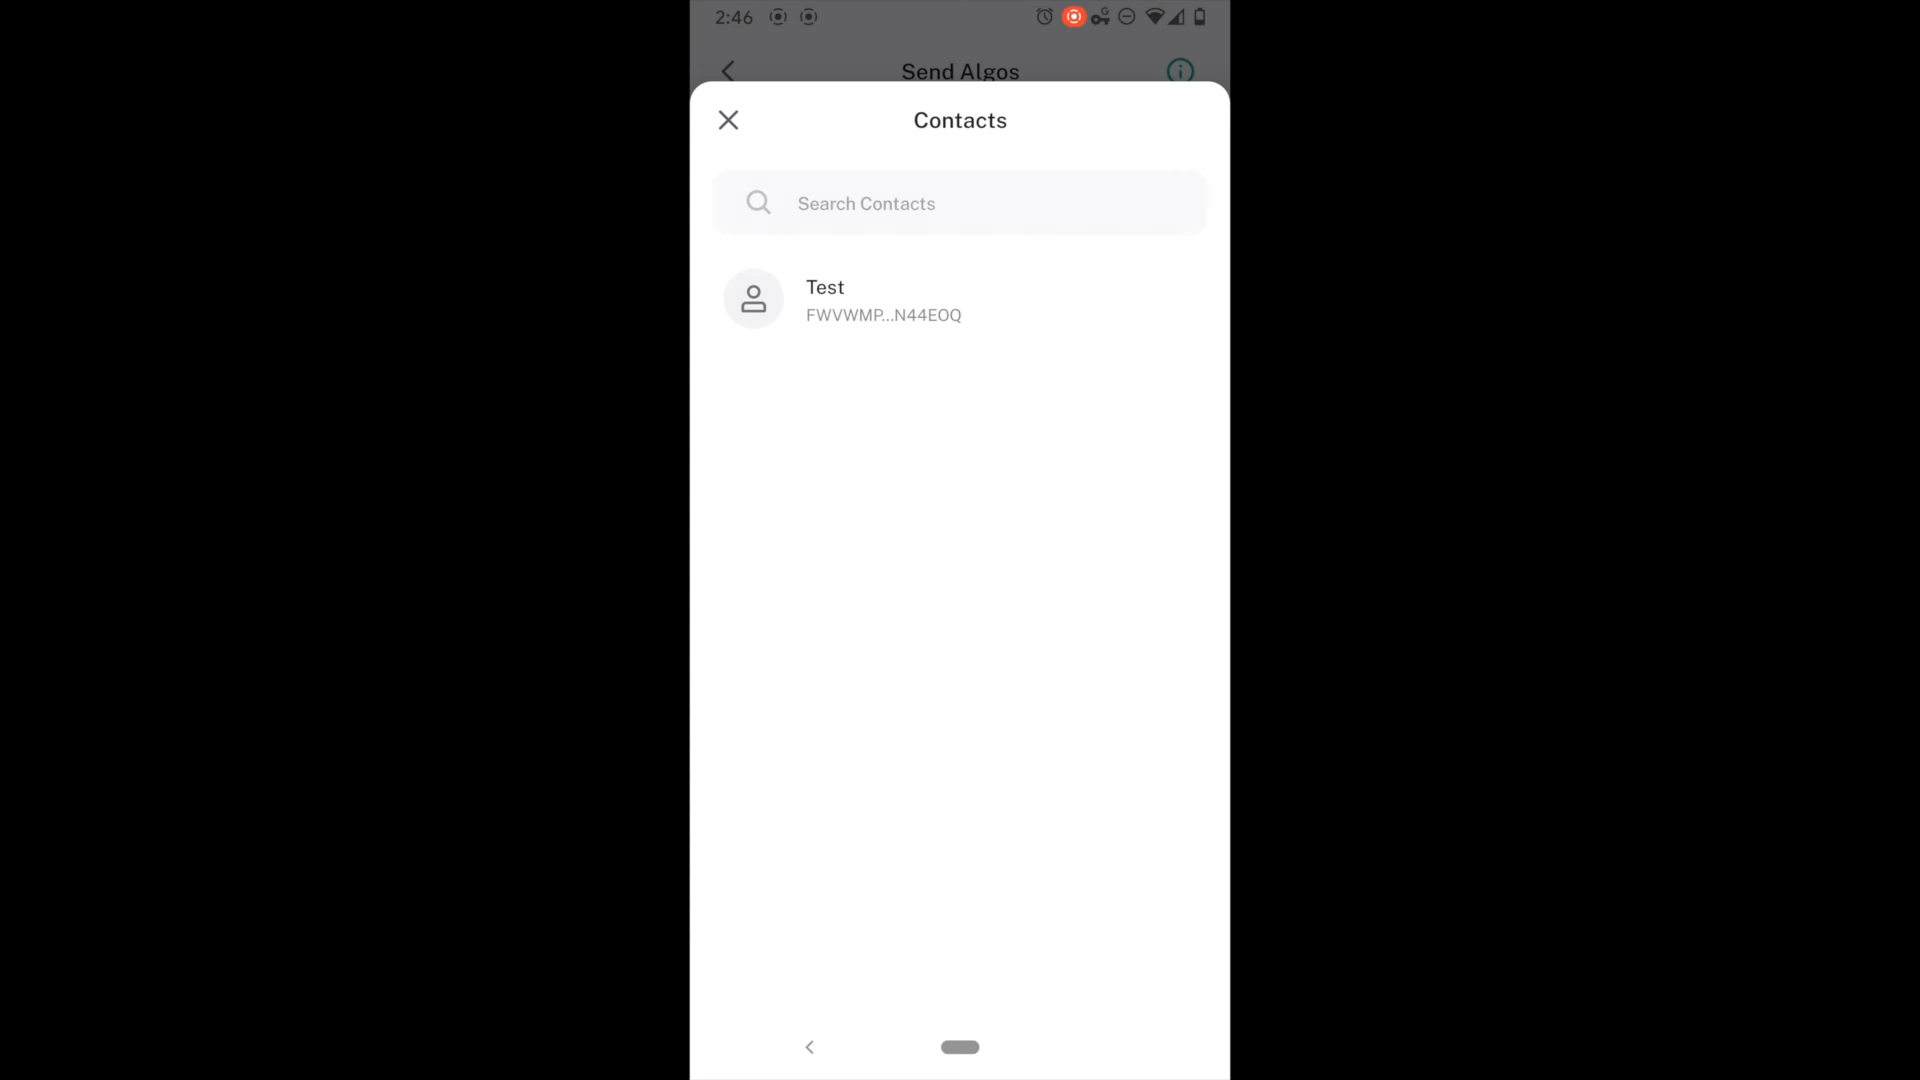 2:46
G
Send Algos
Contacts
Search Contacts
Test
FWVWMP...N44EOQ